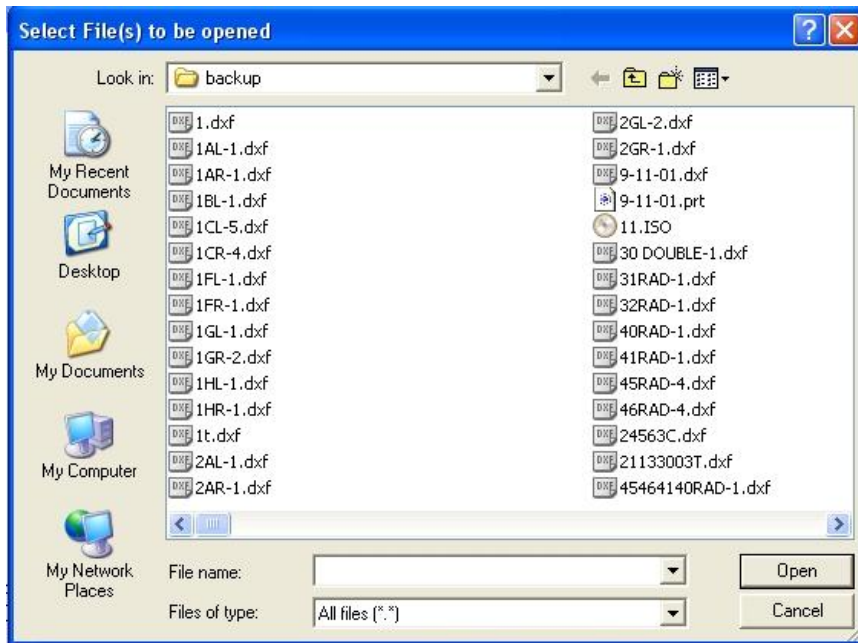 Select File(s) to be opened
Look in:
backup
My Recent
Documents
Desktop
My Documents
My Computer
My Network
Places
1.dxf
1AL-1.dxf
1AR-1.dxf
1BL-1.dxf
1CL-5.dxf
1CR-4.dxf
1FL-1.dxf
1FR-1.dxf
1GL-1.dxf
1GR-2.dxf
1HL-1.dxf
1HR-1.dxf
1t.dxf
2AL-1.dxf
2AR-1.dxf
2GL-2.dxf
2GR-1.dxf
9-11-01.dxf
9-11-01.prt
11.ISO
30 DOUBLE-1.dxf
31RAD-1.dxf
32RAD-1.dxf
40RAD-1.dxf
41RAD-1.dxf
45RAD-4.dxf
46RAD-4.dxf
24563C.dxf
21133003T.dxf
45464140RAD-1.dxf
File name:
Open
Files of type:
All files (*.*)
Cancel